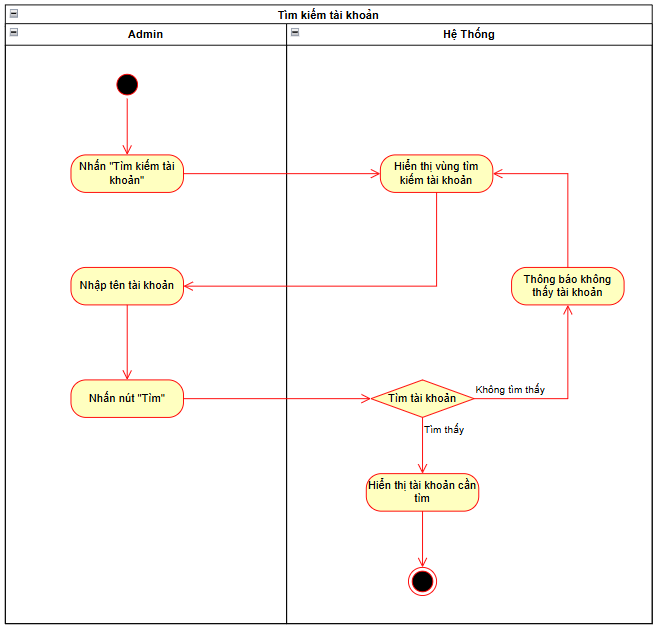 Tìm kiếm tài khoản
Admin
Hệ Thống
Nhấn "Tìm kiếm tài
khoản"
Hiển thị vùng tìm
kiếm tài khoản
Nhập tên tài khoản
Thông báo không
thấy tài khoản
Nhấn nút "Tìm"
Tìm tài khoản
Không tìm thấy
Tìm thấy
Hiển thị tài khoản cần
tìm